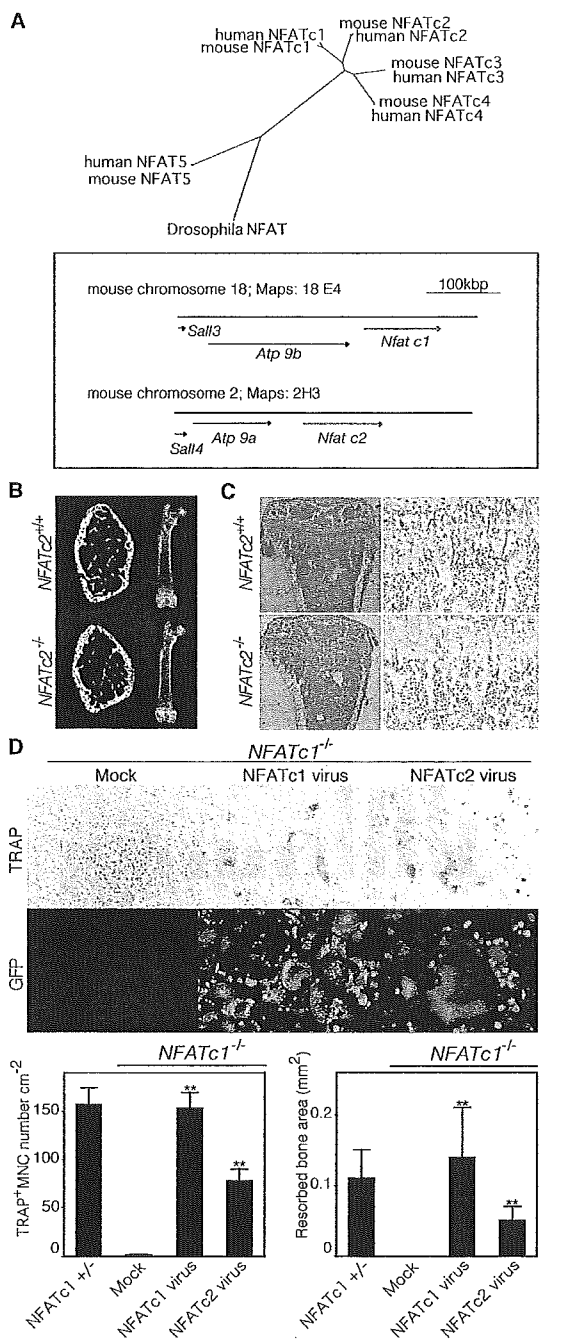 A
human NFATc1
mouse NFATc1
mouse NFATc2
human NFATc2
mouse NFATc3
human NFATc3
mouse NFATc4
human NFATc4
human NFAT5
mouse NFAT5
Drosophila NFAT
mouse chromosome 18; Maps: 18 E4
100kbp
Sall3
Atp 9b
Nfat c1
mouse chromosome 2; Maps: 2H3
Sall4
Atp 9a
Nfat c2
B
NFATc2+/+
NFATc2-/-
C
NFATc2+/+
NFATc2-/-
D
NFATc1-/-
Mock
NFATc1 virus
NFATc2 virus
TRAP
GFP
NFATc1-/-
TRAP+MNC number cm-2
150
100
50
0
**
**
NFATc1 +/-
Mock
NFATc1 virus
NFATc2 virus
NFATc1-/-
Resorbed bone area (mm2)
0.2
0.1
0
**
**
NFATc1 +/-
Mock
NFATc1 virus
NFATc2 virus